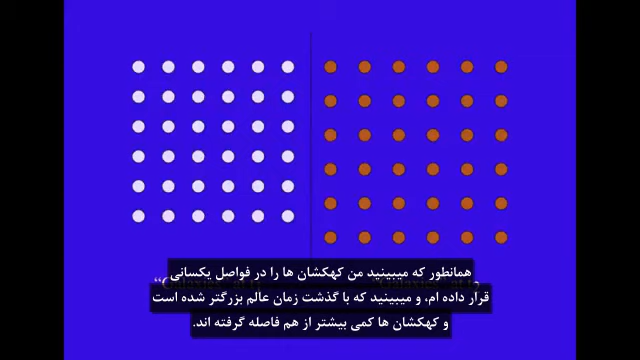 همانطور که میبینید من کهکشان ها را در فواصل یکسانی
قرار داده ام، و میبینید که با گذشت زمان عالم بزرگتر شده است
و کهکشان ها کمی بیشتر از هم فاصله گرفته اند.